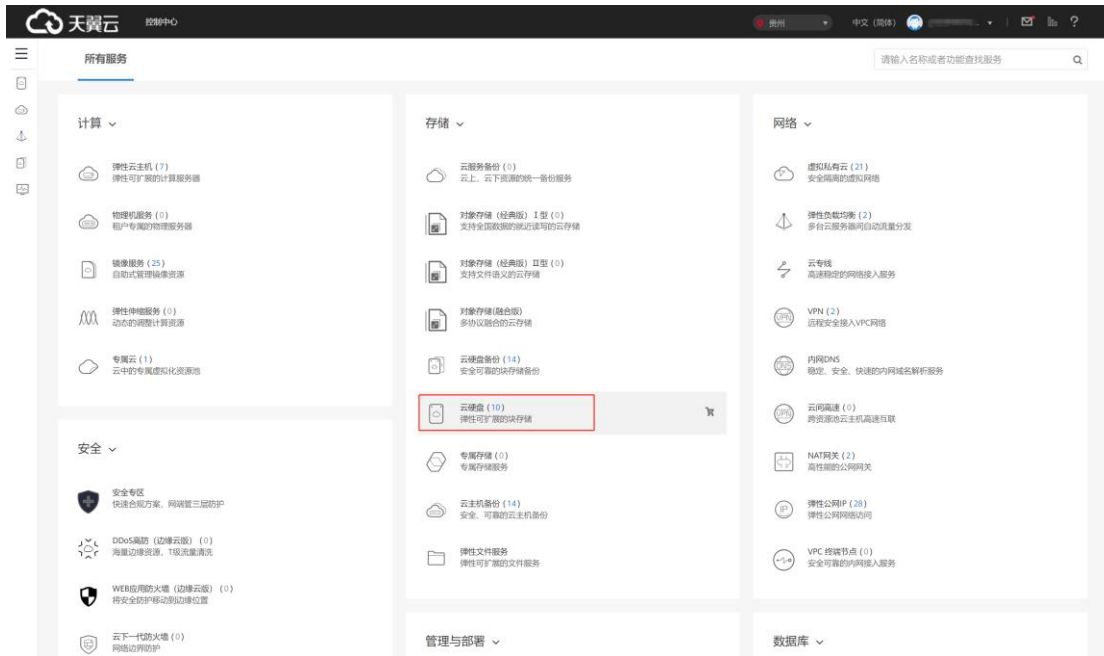 天翼云 控制中心
贵州
中文 (简体)
所有服务
请输入名称或者功能查找服务
计算
弹性云主机 (7)
弹性可扩展的计算服务器
物理机服务 (0)
租户专属的物理服务器
镜像服务 (25)
自助式管理镜像资源
弹性伸缩服务 (0)
动态的调整计算资源
专属云 (1)
云中的专属虚拟化资源池
安全
安全专区
快速合规方案，网端管三层防护
DDoS高防（边缘云版） (0)
海量边缘资源，T级流量清洗
WEB应用防火墙（边缘云版） (0)
将安全防护移动到边缘位置
云下一代防火墙 (0)
网络边界防护
存储
云服务备份 (0)
云上、云下资源的统一备份服务
对象存储（经典版）I型 (0)
支持全国数据的就近读写的云存储
对象存储（经典版）II型 (0)
支持文件语义的云存储
对象存储(融合版)
多协议融合的云存储
云硬盘备份 (14)
安全可靠的块存储备份
云硬盘 (10)
弹性可扩展的块存储
专属存储 (0)
专属存储服务
云主机备份 (14)
安全、可靠的云主机备份
弹性文件服务
弹性可扩展的文件服务
管理与部署
网络
虚拟私有云 (21)
安全隔离的虚拟网络
弹性负载均衡 (2)
多台云服务器间自动流量分发
云专线
高速稳定的网络接入服务
VPN (2)
远程安全接入VPC网络
内网DNS
稳定、安全、快速的内网域名解析服务
云间高速 (0)
跨资源池云主机高速互联
NAT网关 (2)
高性能的公网网关
弹性公网IP (28)
弹性公网网络访问
VPC 终端节点 (0)
安全可靠的内网接入服务
数据库